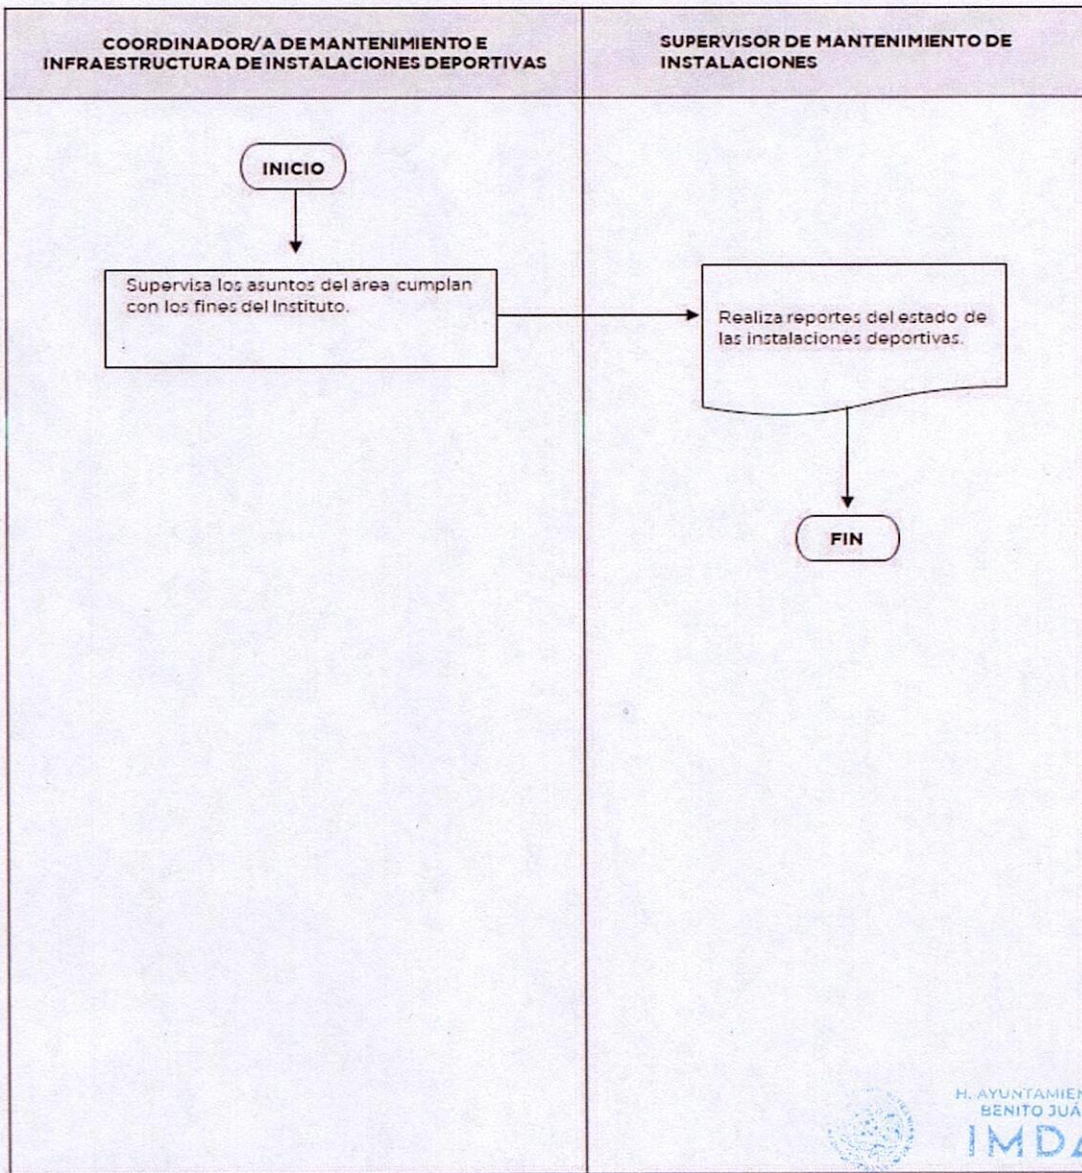 COORDINADOR/A DE MANTENIMIENTO E
INFRAESTRUCTURA DE INSTALACIONES DEPORTIVAS
SUPERVISOR DE MANTENIMIENTO DE
INSTALACIONES
INICIO
Supervisa los asuntos del área cumplan
con los fines del Instituto.
Realiza reportes del estado de
las instalaciones deportivas.
FIN
H. AYUNTAMIEN
BENITO JUÁ
IMDA